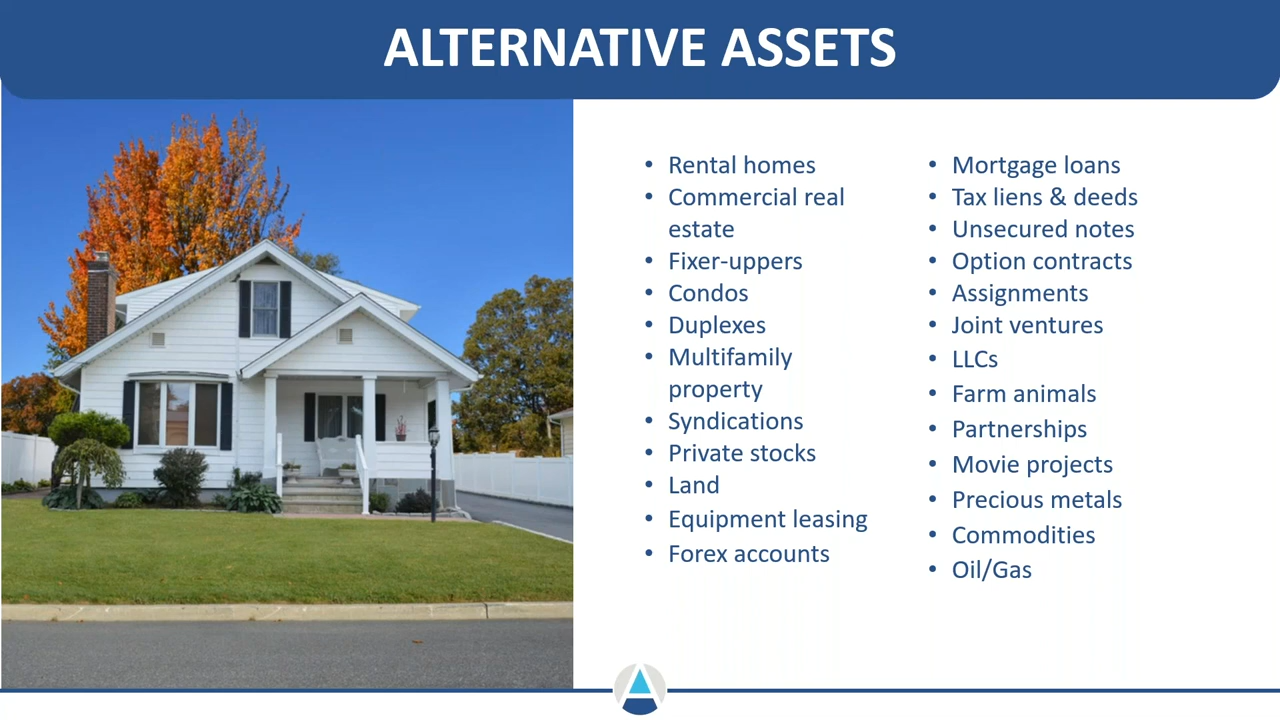 ALTERNATIVE ASSETS
• Rental homes
• Commercial real
estate
• Fixer-uppers
• Condos
• Duplexes
• Multifamily
property
• Syndications
• Private stocks
• Land
• Equipment leasing
• Forex accounts
• Mortgage loans
• Tax liens & deeds
• Unsecured notes
• Option contracts
• Assignments
• Joint ventures
• LLCs
• Farm animals
• Partnerships
• Movie projects
• Precious metals
• Commodities
• Oil/Gas